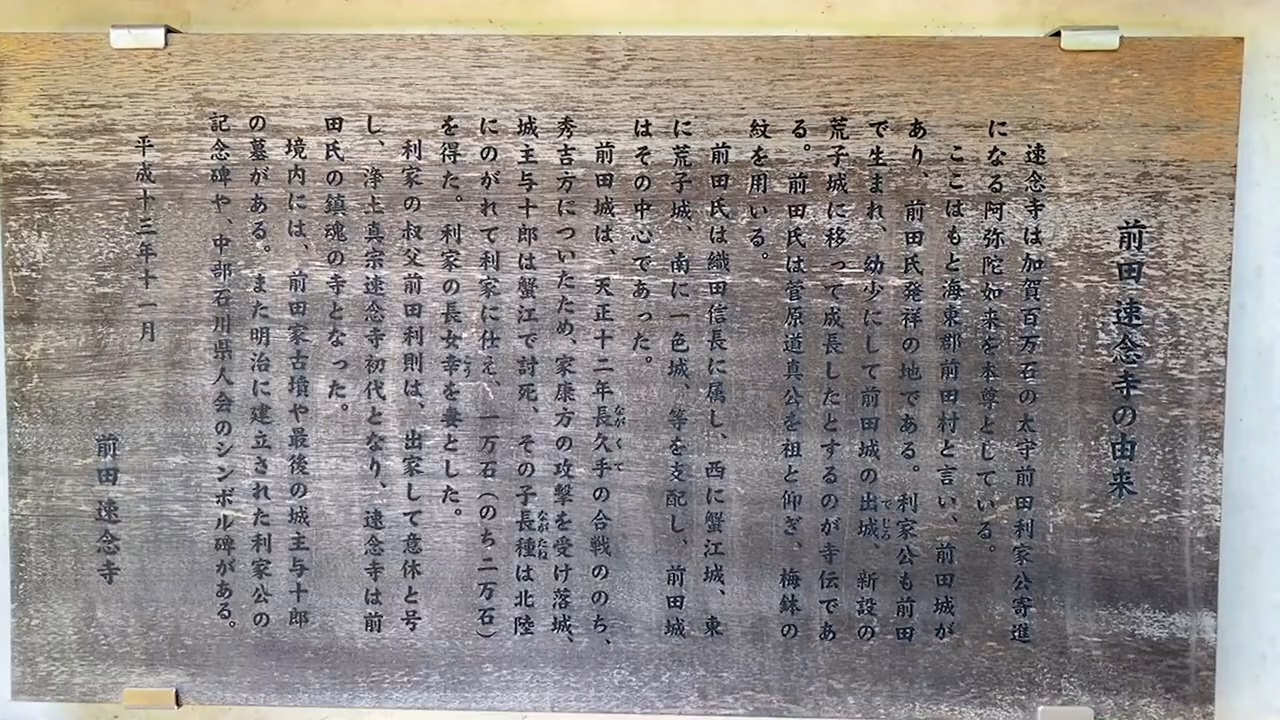 前田速念寺の由来
速念寺は加賀百万石の太守前田利家公寄進
になる阿弥陀如来を本尊としている。
ここはもと海東郡前田村と言い、前田城が
あり、前田氏発祥の地である。利家公も前田
で生まれ、幼少にして前田城の出城、新設の
でじろ
荒子城に移って成長したとするのが寺伝であ
る。前田氏は菅原道真公を祖と仰ぎ、梅鉢の
紋を用いる。
前田氏は織田信長に属し、西に蟹江城、東
に荒子城、南に一色城、等を支配し、前田城
はその中心であった。
前田城は、天正十二年長久手の合戦ののち、
ながくて
秀吉方についたため、家康方の攻撃を受け落城、
城主与十郎は蟹江で討死、その子長種は北陸
ながたね
にのがれて利家に仕え、一万石（のち二万石）
を得た。利家の長女幸を妻とした。
こう
利家の叔父前田利則は、出家して意休と号
し、浄土真宗速念寺初代となり、速念寺は前
田氏の鎮魂の寺となった。
境内には、前田家古墳や最後の城主与十郎
の墓がある。また明治に建立された利家公の
記念碑や、中部石川県人会のシンボル碑がある。
平成十三年十一月
前田速念寺